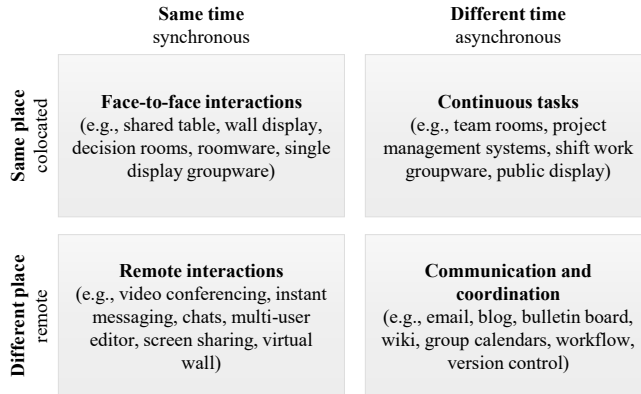 Same time
synchronous
Different time
asynchronous
Same place
colocated
Face-to-face interactions
(e.g., shared table, wall display,
decision rooms, roomware, single
display groupware)
Continuous tasks
(e.g., team rooms, project
management systems, shift work
groupware, public display)
Different place
remote
Remote interactions
(e.g., video conferencing, instant
messaging, chats, multi-user
editor, screen sharing, virtual
wall)
Communication and
coordination
(e.g., email, blog, bulletin board,
wiki, group calendars, workflow,
version control)